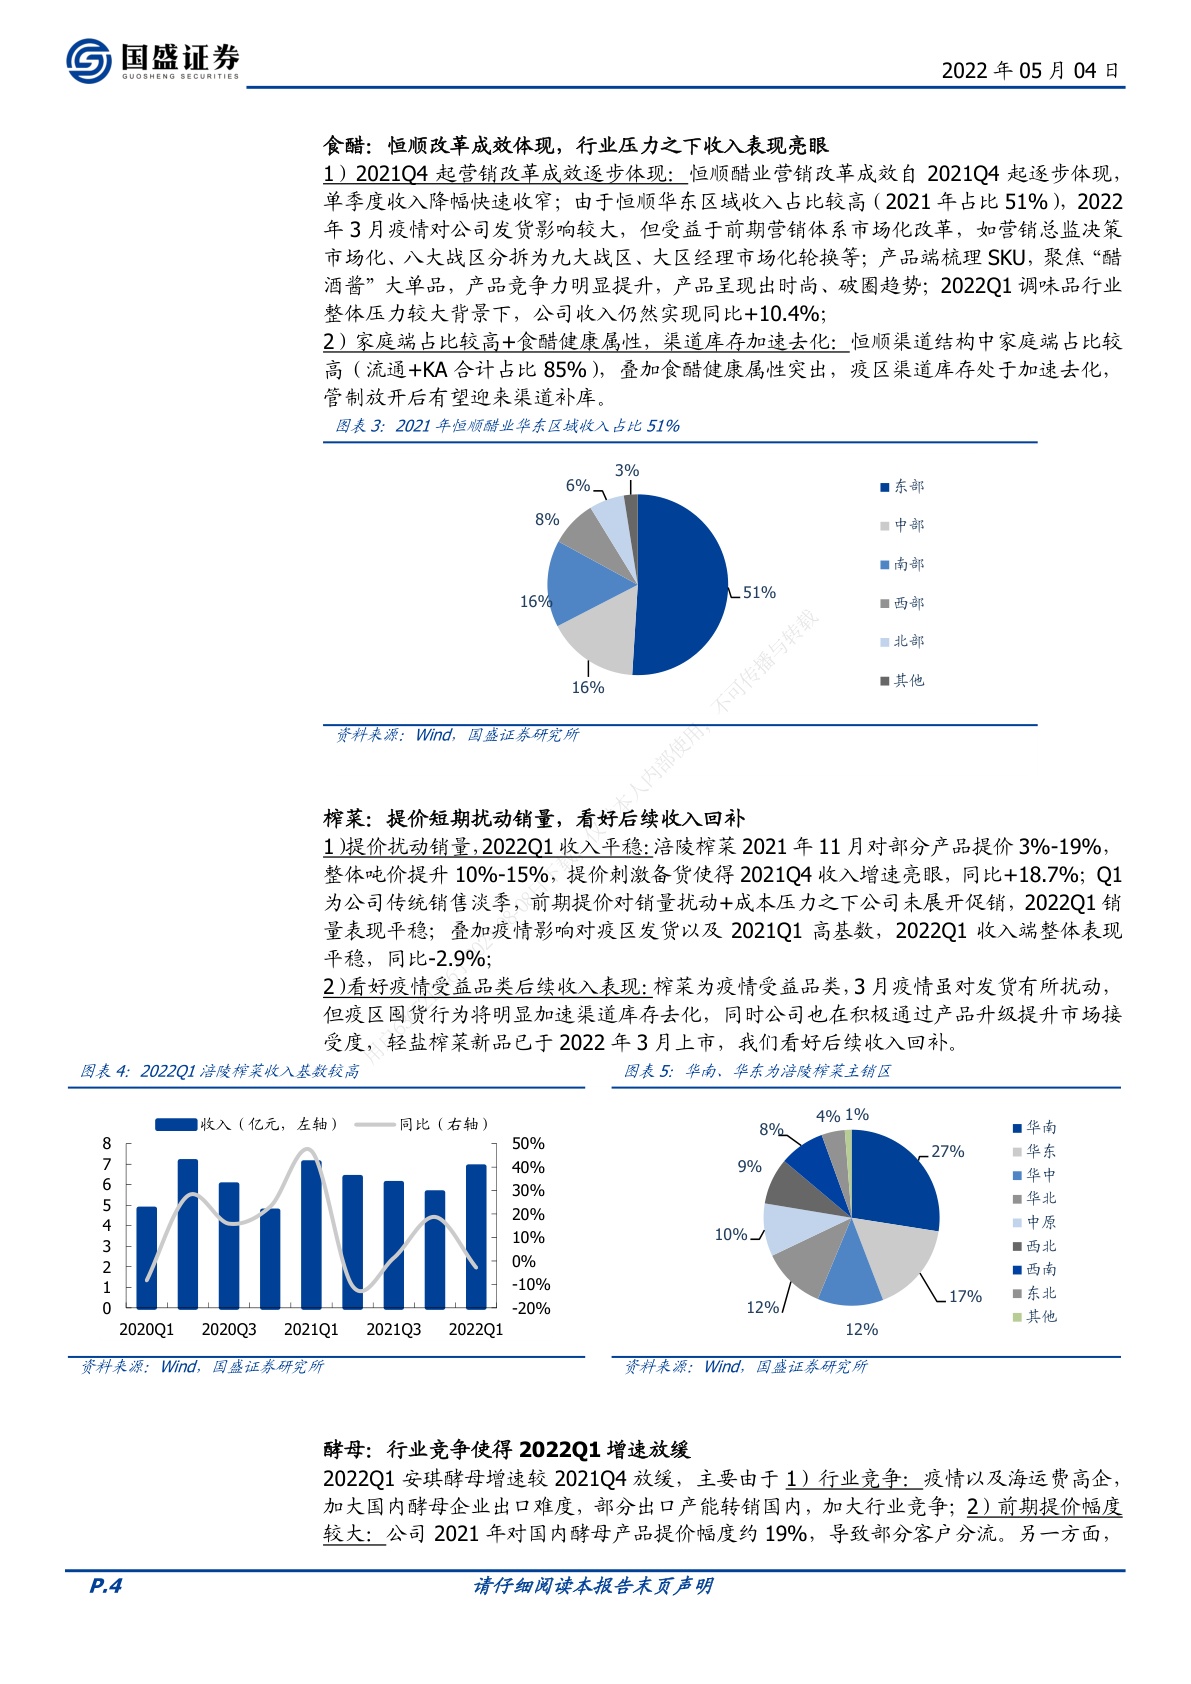 国盛证券
GUOSHENG SECURITIES
2022 年 05 月 04 日
食醋：恒顺改革成效体现，行业压力之下收入表现亮眼
1）2021Q4 起营销改革成效逐步体现：恒顺醋业营销改革成效自 2021Q4 起逐步体现，
单季度收入降幅快速收窄；由于恒顺华东区域收入占比较高（2021 年占比 51%），2022
年 3 月疫情对公司发货影响较大，但受益于前期营销体系市场化改革，如营销总监决策
市场化、八大战区分拆为九大战区、大区经理市场化轮换等；产品端梳理 SKU，聚焦“醋
酒酱”大单品，产品竞争力明显提升，产品呈现出时尚、破圈趋势；2022Q1 调味品行业
整体压力较大背景下，公司收入仍然实现同比+10.4%；
2）家庭端占比较高+食醋健康属性，渠道库存加速去化：恒顺渠道结构中家庭端占比较
高（流通+KA 合计占比 85%），叠加食醋健康属性突出，疫区渠道库存处于加速去化，
管制放开后有望迎来渠道补库。
图表 3：2021 年恒顺醋业华东区域收入占比 51%
3%
6%
8%
16%
16%
51%
东部
中部
南部
西部
北部
其他
资料来源：Wind，国盛证券研究所
榨菜：提价短期扰动销量，看好后续收入回补
1）提价扰动销量，2022Q1 收入平稳：涪陵榨菜 2021 年 11 月对部分产品提价 3%-19%，
整体吨价提升 10%-15%，提价刺激备货使得 2021Q4 收入增速亮眼，同比+18.7%；Q1
为公司传统销售淡季，前期提价对销量扰动+成本压力之下公司未展开促销，2022Q1 销
量表现平稳；叠加疫情影响对疫区发货以及 2021Q1 高基数，2022Q1 收入端整体表现
平稳，同比-2.9%；
2）看好疫情受益品类后续收入表现：榨菜为疫情受益品类，3 月疫情虽对发货有所扰动，
但疫区囤货行为将明显加速渠道库存去化，同时公司也在积极通过产品升级提升市场接
受度，轻盐榨菜新品已于 2022 年 3 月上市，我们看好后续收入回补。
图表 4：2022Q1 涪陵榨菜收入基数较高
收入（亿元，左轴）
同比（右轴）
8
7
6
5
4
3
2
1
0
50%
40%
30%
20%
10%
0%
-10%
-20%
2020Q1 2020Q3 2021Q1 2021Q3 2022Q1
资料来源：Wind，国盛证券研究所
图表 5：华南、华东为涪陵榨菜主销区
4% 1%
8%
9%
10%
12%
12%
17%
27%
华南
华东
华中
华北
中原
西北
西南
东北
其他
资料来源：Wind，国盛证券研究所
酵母：行业竞争使得 2022Q1 增速放缓
2022Q1 安琪酵母增速较 2021Q4 放缓，主要由于 1）行业竞争：疫情以及海运费高企，
加大国内酵母企业出口难度，部分出口产能转销国内，加大行业竞争；2）前期提价幅度
较大：公司 2021 年对国内酵母产品提价幅度约 19%，导致部分客户分流。另一方面，
P.4
请仔细阅读本报告末页声明